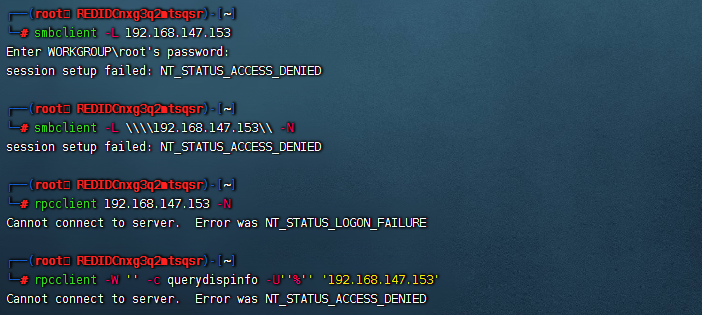 ┌──(root□ REDIDCnxg3q2mtsqsr)-[~]
└─# smbclient -L 192.168.147.153
Enter WORKGROUP\root's password:
session setup failed: NT_STATUS_ACCESS_DENIED
┌──(root□ REDIDCnxg3q2mtsqsr)-[~]
└─# smbclient -L \\\\192.168.147.153\\ -N
session setup failed: NT_STATUS_ACCESS_DENIED
┌──(root□ REDIDCnxg3q2mtsqsr)-[~]
└─# rpcclient 192.168.147.153 -N
Cannot connect to server.  Error was NT_STATUS_LOGON_FAILURE
┌──(root□ REDIDCnxg3q2mtsqsr)-[~]
└─# rpcclient -W '' -c querydispinfo -U''%'' '192.168.147.153'
Cannot connect to server.  Error was NT_STATUS_ACCESS_DENIED